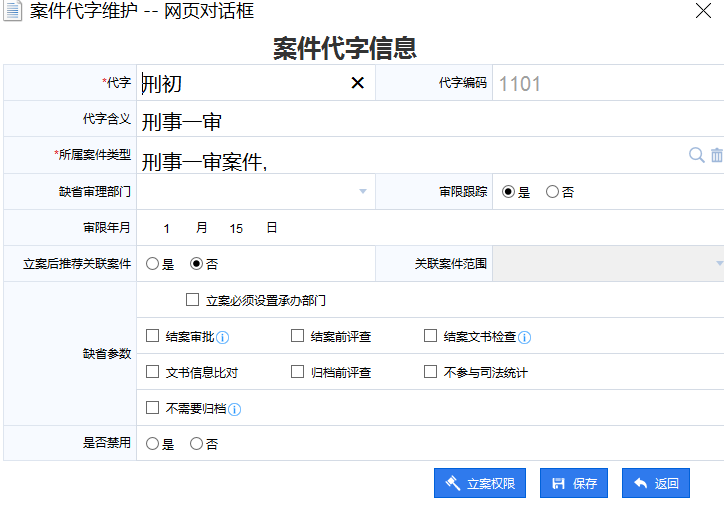 案件代字维护 -- 网页对话框
案件代字信息
*代字 刑初 代字编码 1101
代字含义 刑事一审
*所属案件类型 刑事一审案件,
缺省审理部门 审限跟踪 是 否
审限年月 1 月 15 日
立案后推荐关联案件 是 否 关联案件范围
立案必须设置承办部门
缺省参数
结案审批 结案前评查 结案文书检查
文书信息比对 归档前评查 不参与司法统计
不需要归档
是否禁用 是 否
立案权限 保存 返回